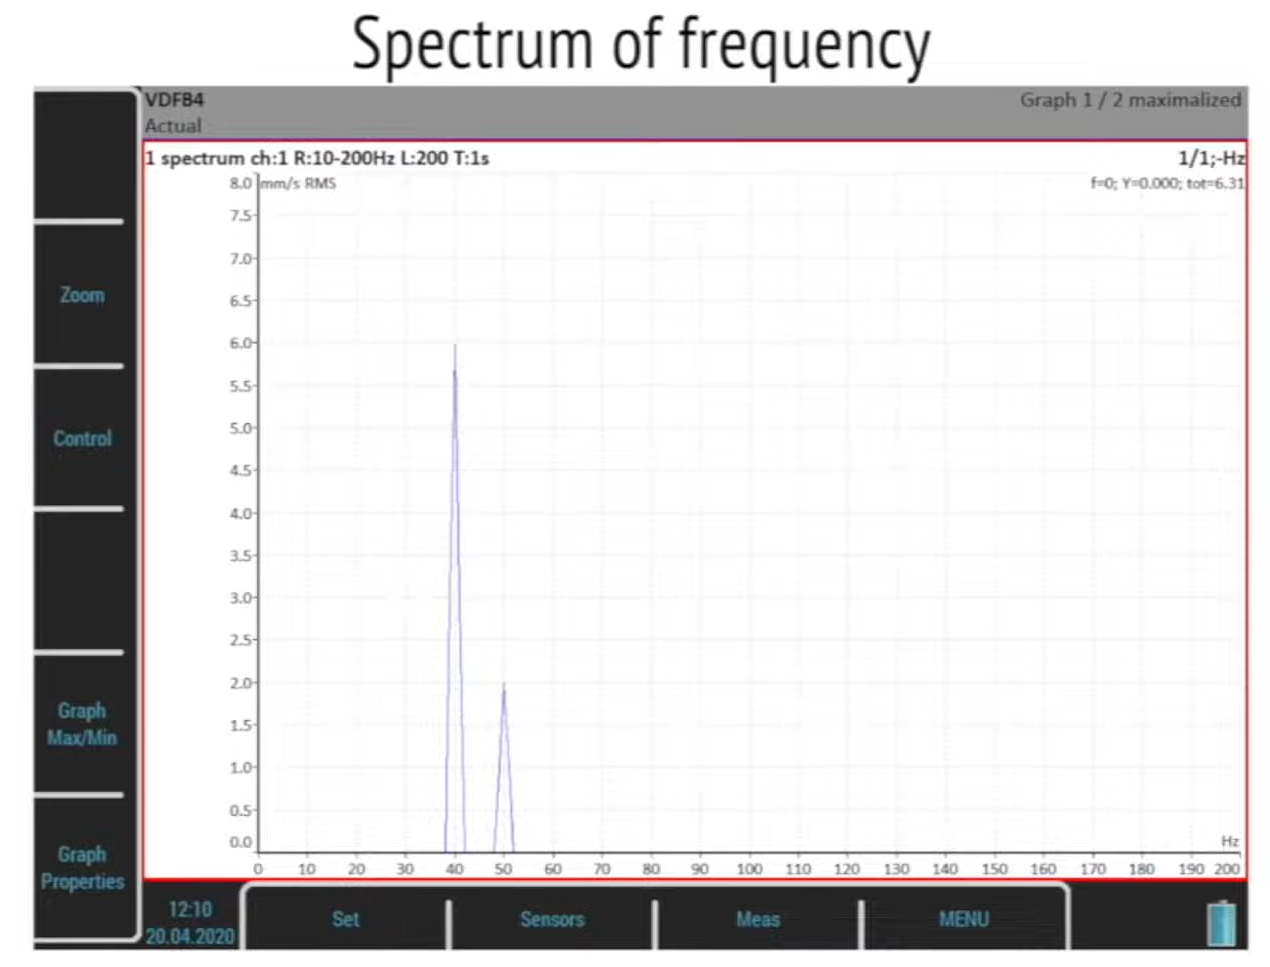 Spectrum of frequency
VDFB4
Graph 1 / 2 maximalized
Actual
1 spectrum ch:1 R:10-200Hz L:200 T:1s
1/1;-Hz
8.0
mm/s RMS
f=0; Y=0.000; tot=6.31
7.5
7.0
6.5
6.0
5.5
5.0
4.5
4.0
3.5
3.0
2.5
2.0
1.5
1.0
0.5
0.0
Hz
0 10 20 30 40 50 60 70 80 90 100 110 120 130 140 150 160 170 180 190 200
Zoom
Control
Graph
Max/Min
Graph
Properties
12:10
20.04.2020
Set
Sensors
Meas
MENU